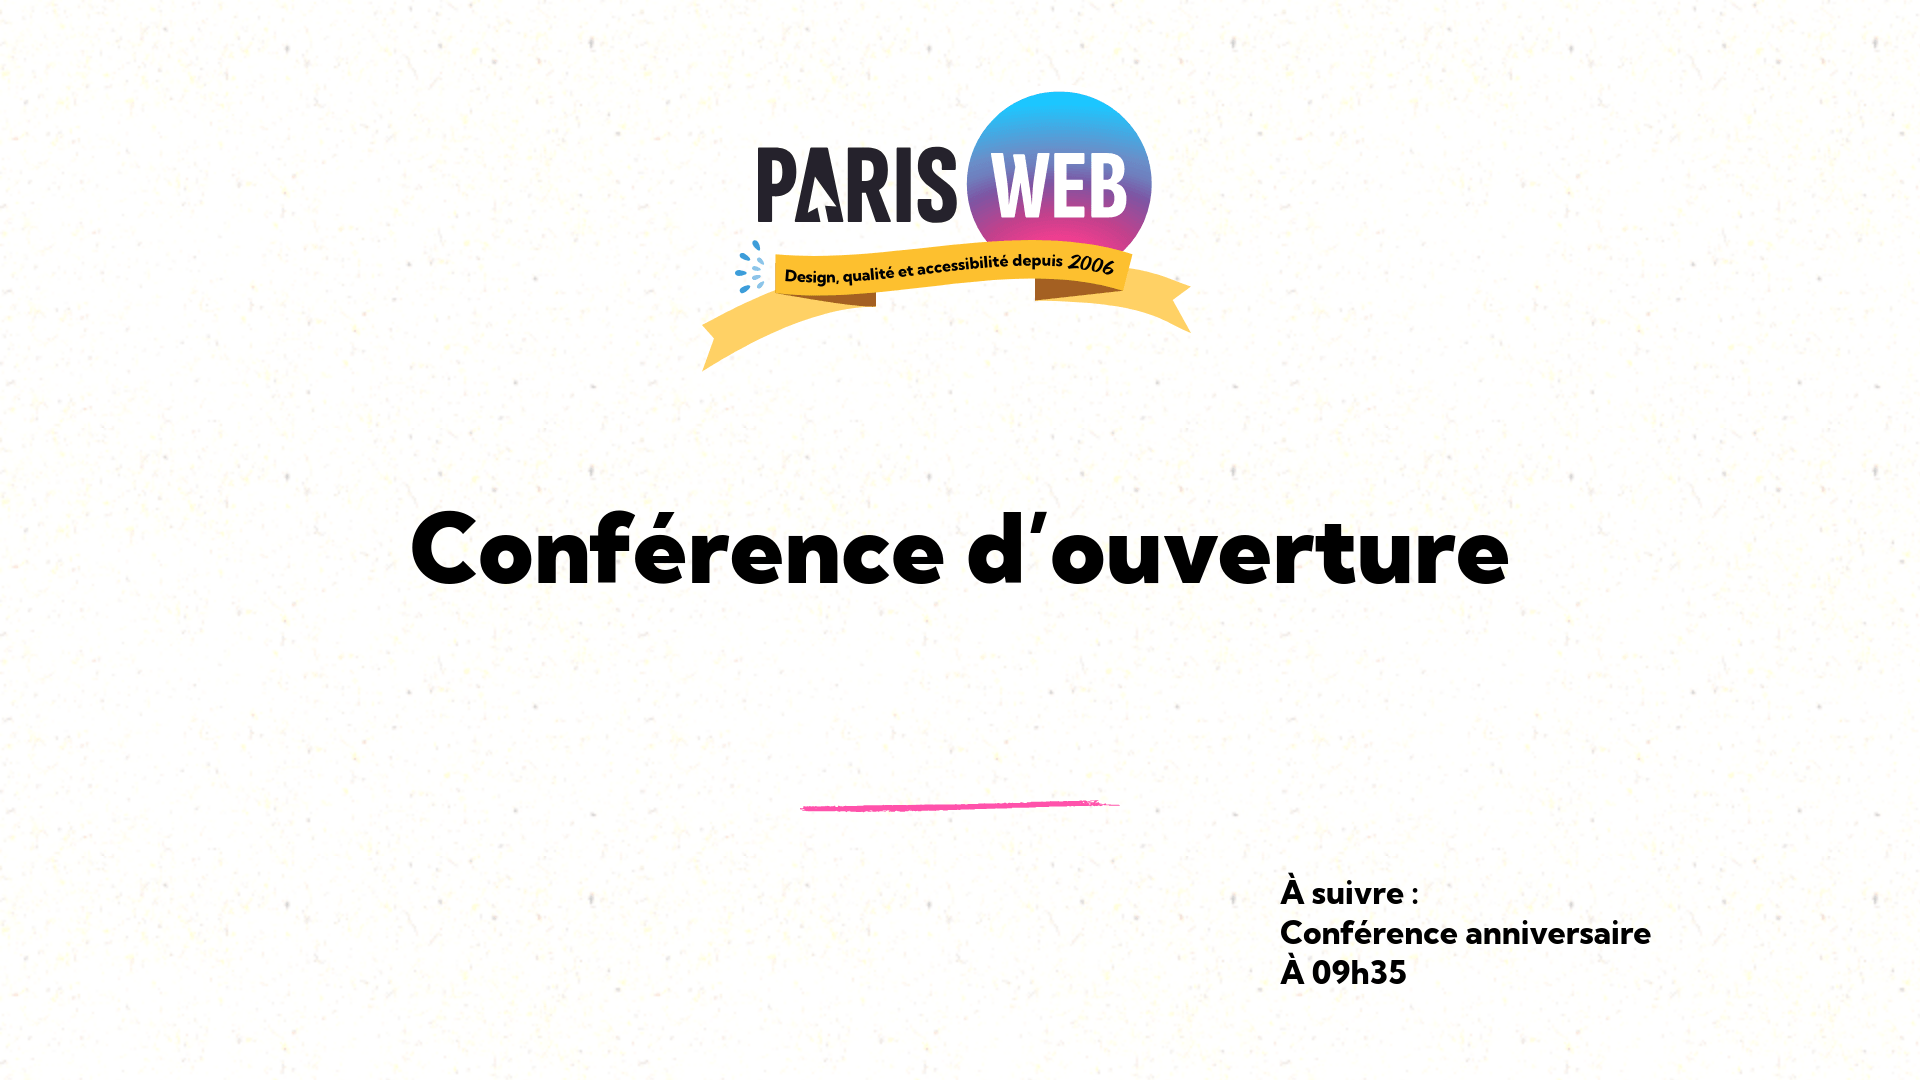 PARIS WEB
Design, qualité et accessibilité depuis 2006
Conférence d’ouverture
À suivre :
Conférence anniversaire
À 09h35